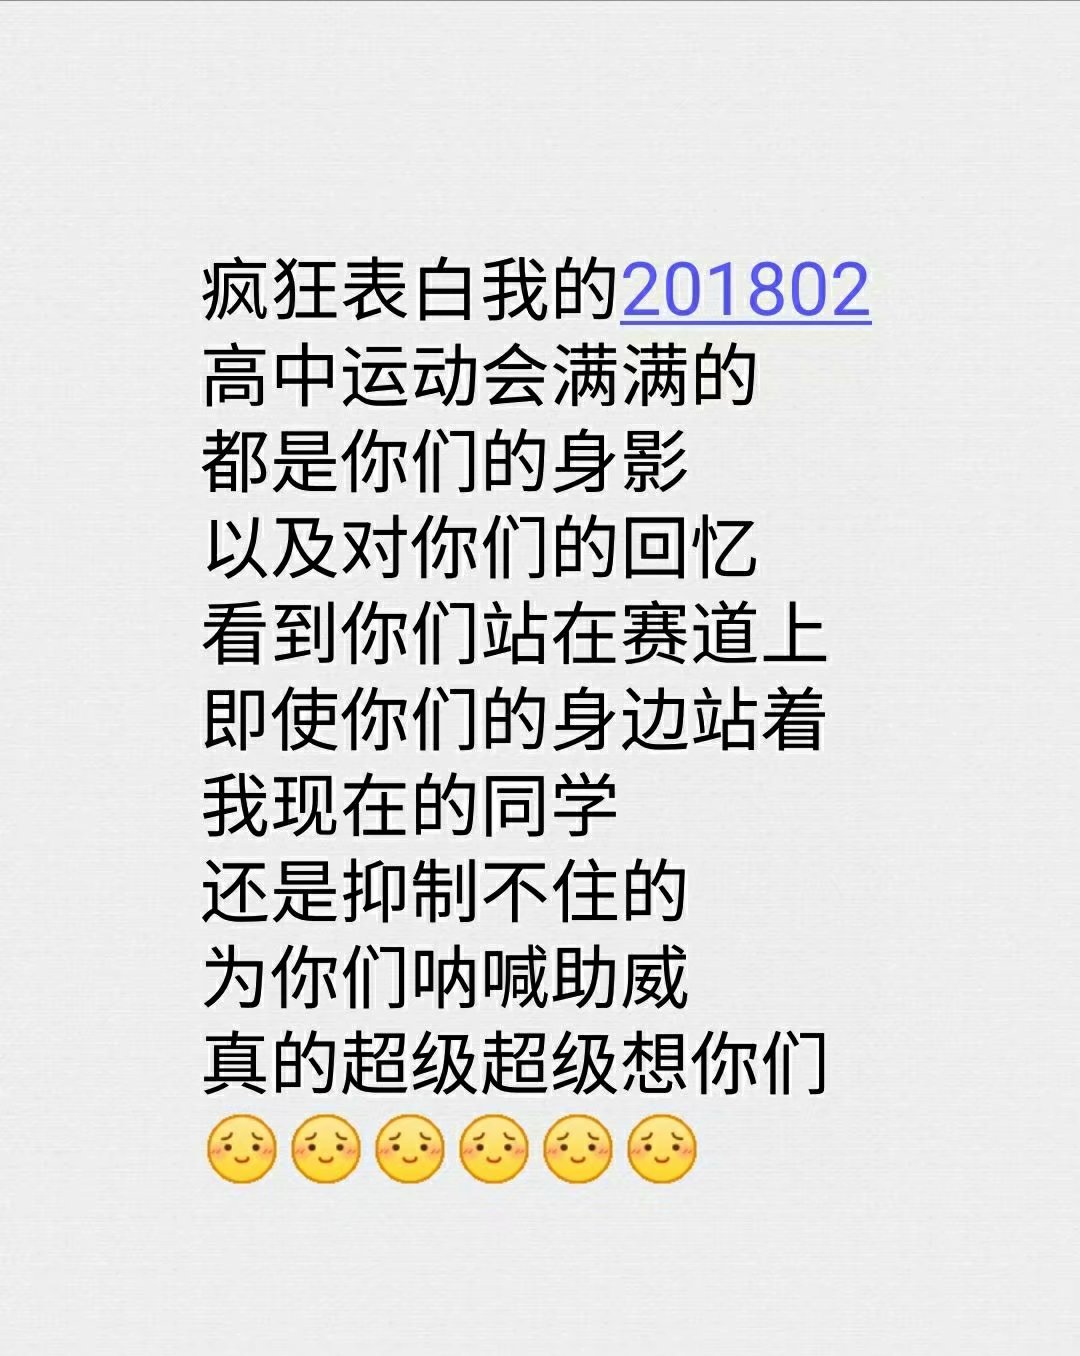 疯狂表白我的201802
高中运动会满满的
都是你们的身影
以及对你们的回忆
看到你们站在赛道上
即使你们的身边站着
我现在的同学
还是抑制不住的
为你们呐喊助威
真的超级超级想你们